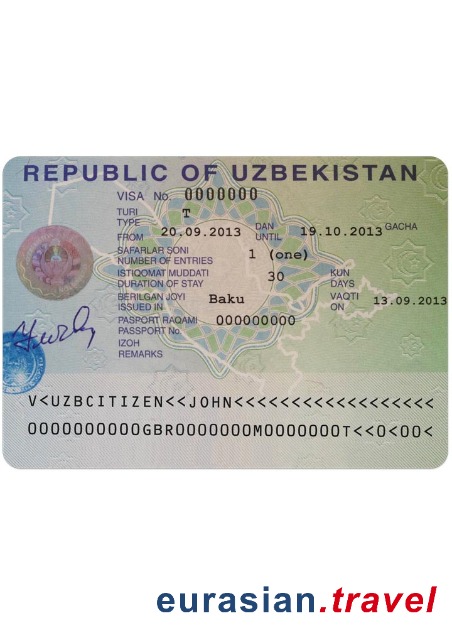 REPUBLIC OF UZBEKISTAN
VISA No. 0000000
TURI T
TYPE
DAN GACHA
FROM 20.09.2013 UNTIL 19.10.2013
SAFARLAR SONI
NUMBER OF ENTRIES 1 (one)
ISTIQOMAT MUDDATI 30 KUN
DURATION OF STAY DAYS
BERILGAN JOYI Baku VAQTI
ISSUED IN ON 13.09.2013
PASPORT RAQAMI 000000000
PASSPORT No.
IZOH
REMARKS
V<UZBCITIZEN<<JOHN<<<<<<<<<<<<<<<<<<
0000000000GBR0000000M0000000T<<0<00<
eurasian.travel